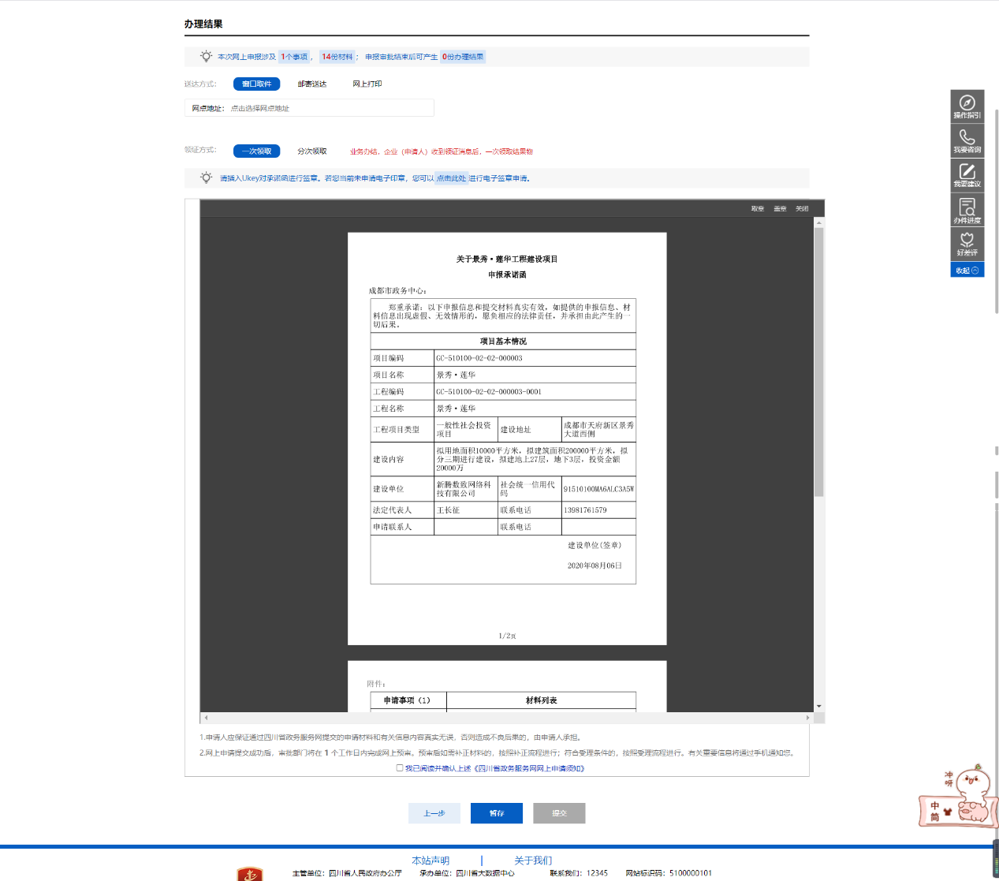 办理结果
本次网上申报涉及 1个事项 ， 14份材料 ； 申报审批结束后可产生 0份办理结果
送达方式： 窗口取件 邮寄送达 网上打印
网点地址： 点击选择网点地址
领证方式： 一次领取 分次领取 业务办结，企业（申请人）收到领证消息后，一次领取结果物
请插入Ukey对承诺函进行签章。若您当前未申请电子印章，您可以 点击此处 进行电子签章申请。
取章 盖章 关闭
关于景秀·莲华工程建设项目
申报承诺函
成都市政务中心：
郑重承诺：以下申报信息和提交材料真实有效，如提供的申报信息、材
料信息出现虚假、无效情形的，愿负相应的法律责任，并承担由此产生的一
切后果。
项目基本情况
项目编码 GC-510100-02-02-000003
项目名称 景秀·莲华
工程编码 GC-510100-02-02-000003-0001
工程名称 景秀·莲华
工程项目类型 一般性社会投资项目 建设地址 成都市天府新区景秀大道西侧
建设内容 拟用地面积10000平方米，拟建筑面积200000平方米，拟
分三期进行建设，拟建地上27层，地下3层，投资金额
20000万
建设单位 新腾数致网络科技有限公司 社会统一信用代码 91510100MA6ALC3A5W
法定代表人 王长征 联系电话 13981761579
申请联系人 联系电话
建设单位(签章)
2020年08月06日
1/2页
附件：
申请事项（1） 材料列表
1.申请人应保证通过四川省政务服务网提交的申请材料和有关信息内容真实无误，否则造成不良后果的，由申请人承担。
2.网上申请提交成功后，审批部门将在 1 个工作日内完成网上预审。预审后如需补正材料的，按照补正流程进行；符合受理条件的，按照受理流程进行。有关重要信息将通过手机通知您。
我已阅读并确认上述《四川省政务服务网网上申请须知》
上一步 暂存 提交
本站声明 | 关于我们
主管单位：四川省人民政府办公厅 承办单位：四川省大数据中心 联系我们：12345 网站标识码：5100000101
操作指引
我要咨询
我要建议
办件进度
好差评
收起
冲呀
中
简